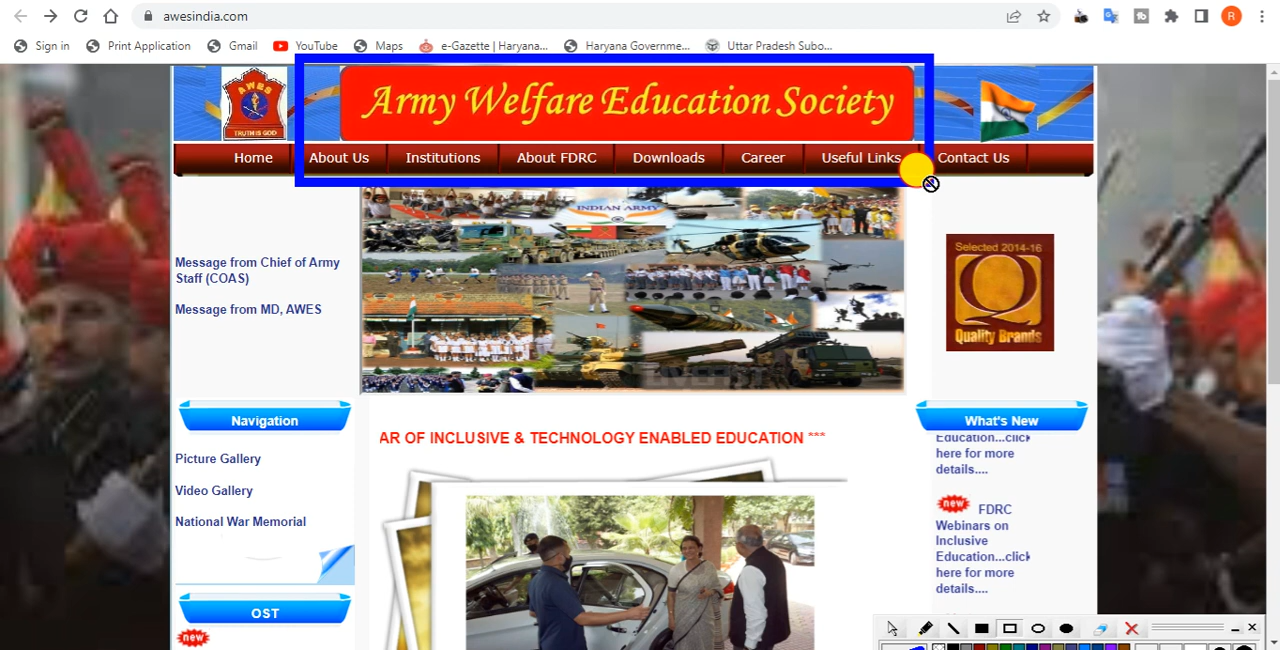 awesindia.com
Sign in
Print Application
Gmail
YouTube
Maps
e-Gazette | Haryana...
Haryana Governme...
Uttar Pradesh Subo...
R
AWES
TRUTH IS GOD
Army Welfare Education Society
Home
About Us
Institutions
About FDRC
Downloads
Career
Useful Links
Contact Us
INDIAN ARMY
Message from Chief of Army
Staff (COAS)
Message from MD, AWES
Selected 2014-16
Q
Quality Brands
Navigation
Picture Gallery
Video Gallery
National War Memorial
OST
new
AR OF INCLUSIVE & TECHNOLOGY ENABLED EDUCATION ***
What's New
Education...click
here for more
details....
new FDRC
Webinars on
Inclusive
Education...click
here for more
details....